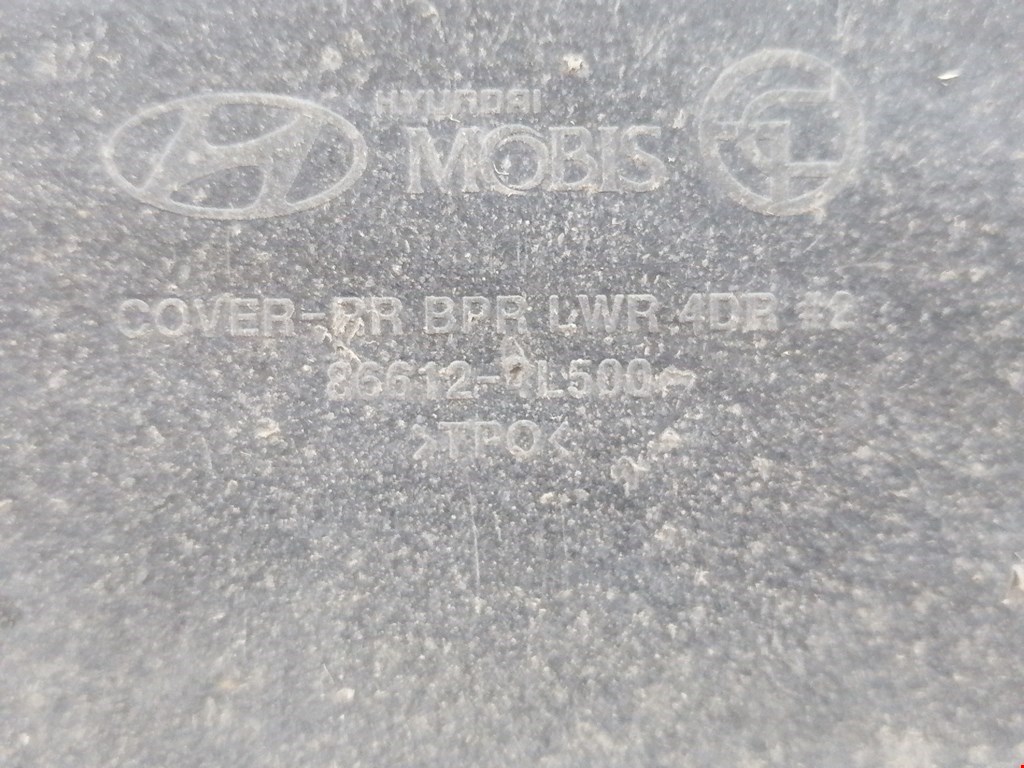 HYUNDAI
MOBIS
COVER-RR BPR LWR 4DR #2
86612-4L500
>TPO<